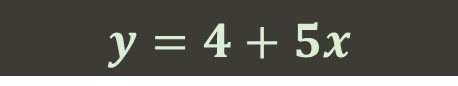 y = 4 + 5x